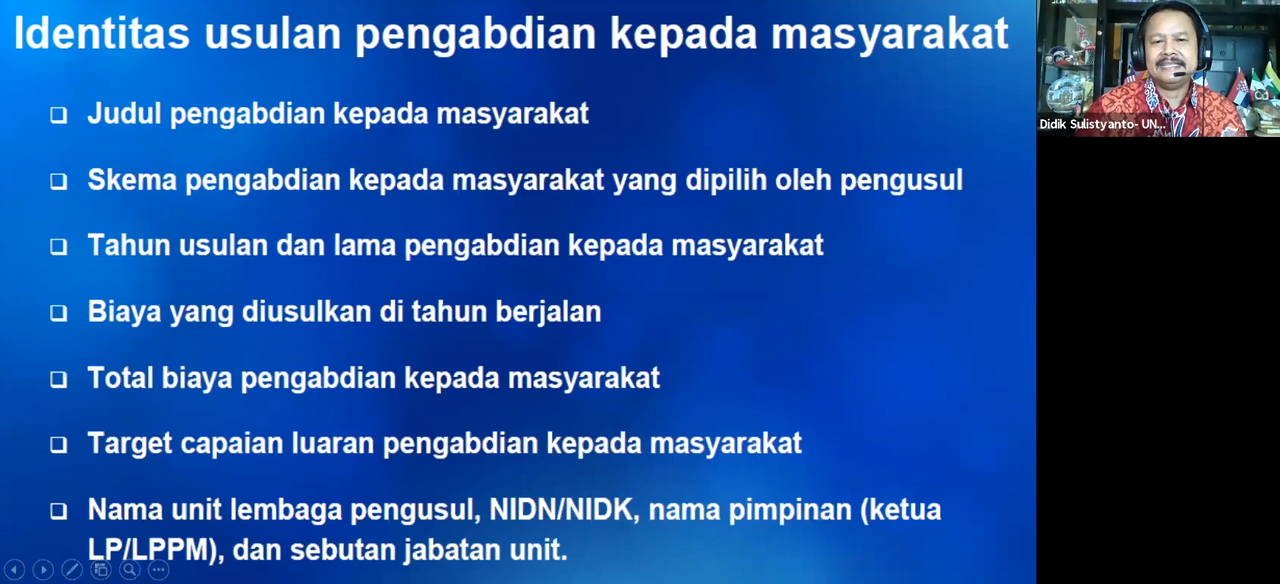 Identitas usulan pengabdian kepada masyarakat
❑ Judul pengabdian kepada masyarakat
❑ Skema pengabdian kepada masyarakat yang dipilih oleh pengusul
❑ Tahun usulan dan lama pengabdian kepada masyarakat
❑ Biaya yang diusulkan di tahun berjalan
❑ Total biaya pengabdian kepada masyarakat
❑ Target capaian luaran pengabdian kepada masyarakat
❑ Nama unit lembaga pengusul, NIDN/NIDK, nama pimpinan (ketua
LP/LPPM), dan sebutan jabatan unit.
Didik Sulistyanto- UN...